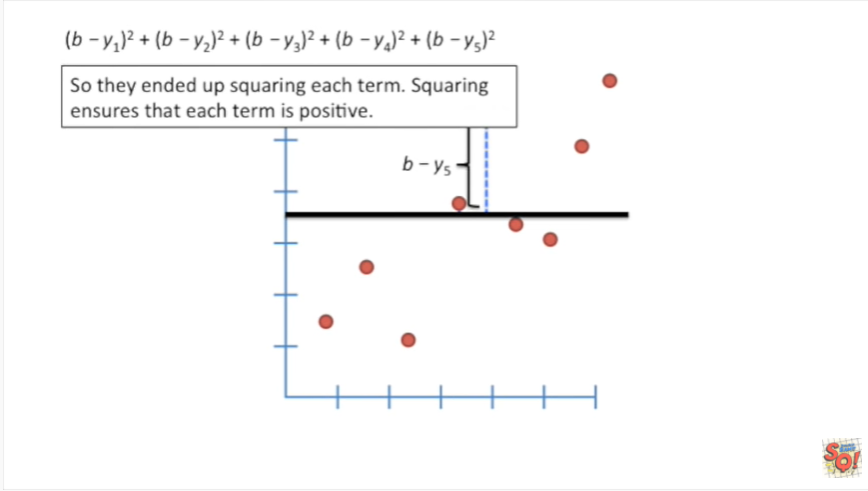 (b – y₁)² + (b – y₂)² + (b – y₃)² + (b – y₄)² + (b – y₅)²
So they ended up squaring each term. Squaring
ensures that each term is positive.
b – y₅
SO!